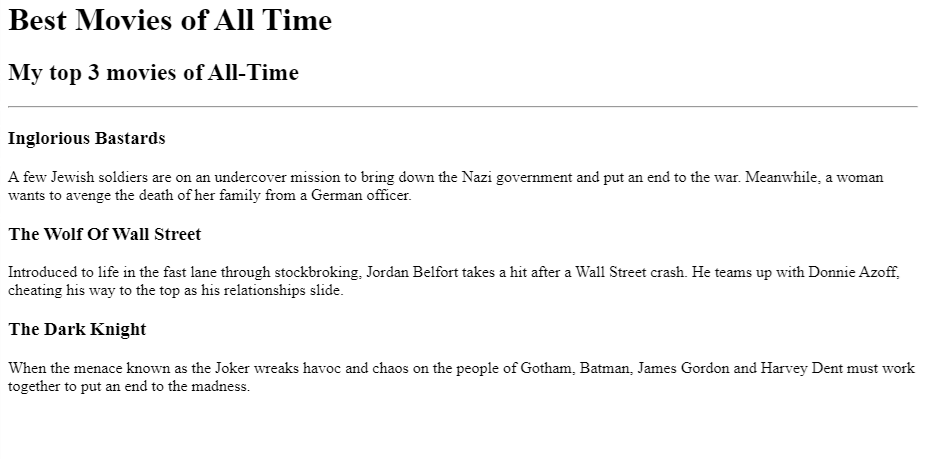 Best Movies of All Time
My top 3 movies of All-Time
Inglorious Bastards
A few Jewish soldiers are on an undercover mission to bring down the Nazi government and put an end to the war. Meanwhile, a woman
wants to avenge the death of her family from a German officer.
The Wolf Of Wall Street
Introduced to life in the fast lane through stockbroking, Jordan Belfort takes a hit after a Wall Street crash. He teams up with Donnie Azoff,
cheating his way to the top as his relationships slide.
The Dark Knight
When the menace known as the Joker wreaks havoc and chaos on the people of Gotham, Batman, James Gordon and Harvey Dent must work
together to put an end to the madness.